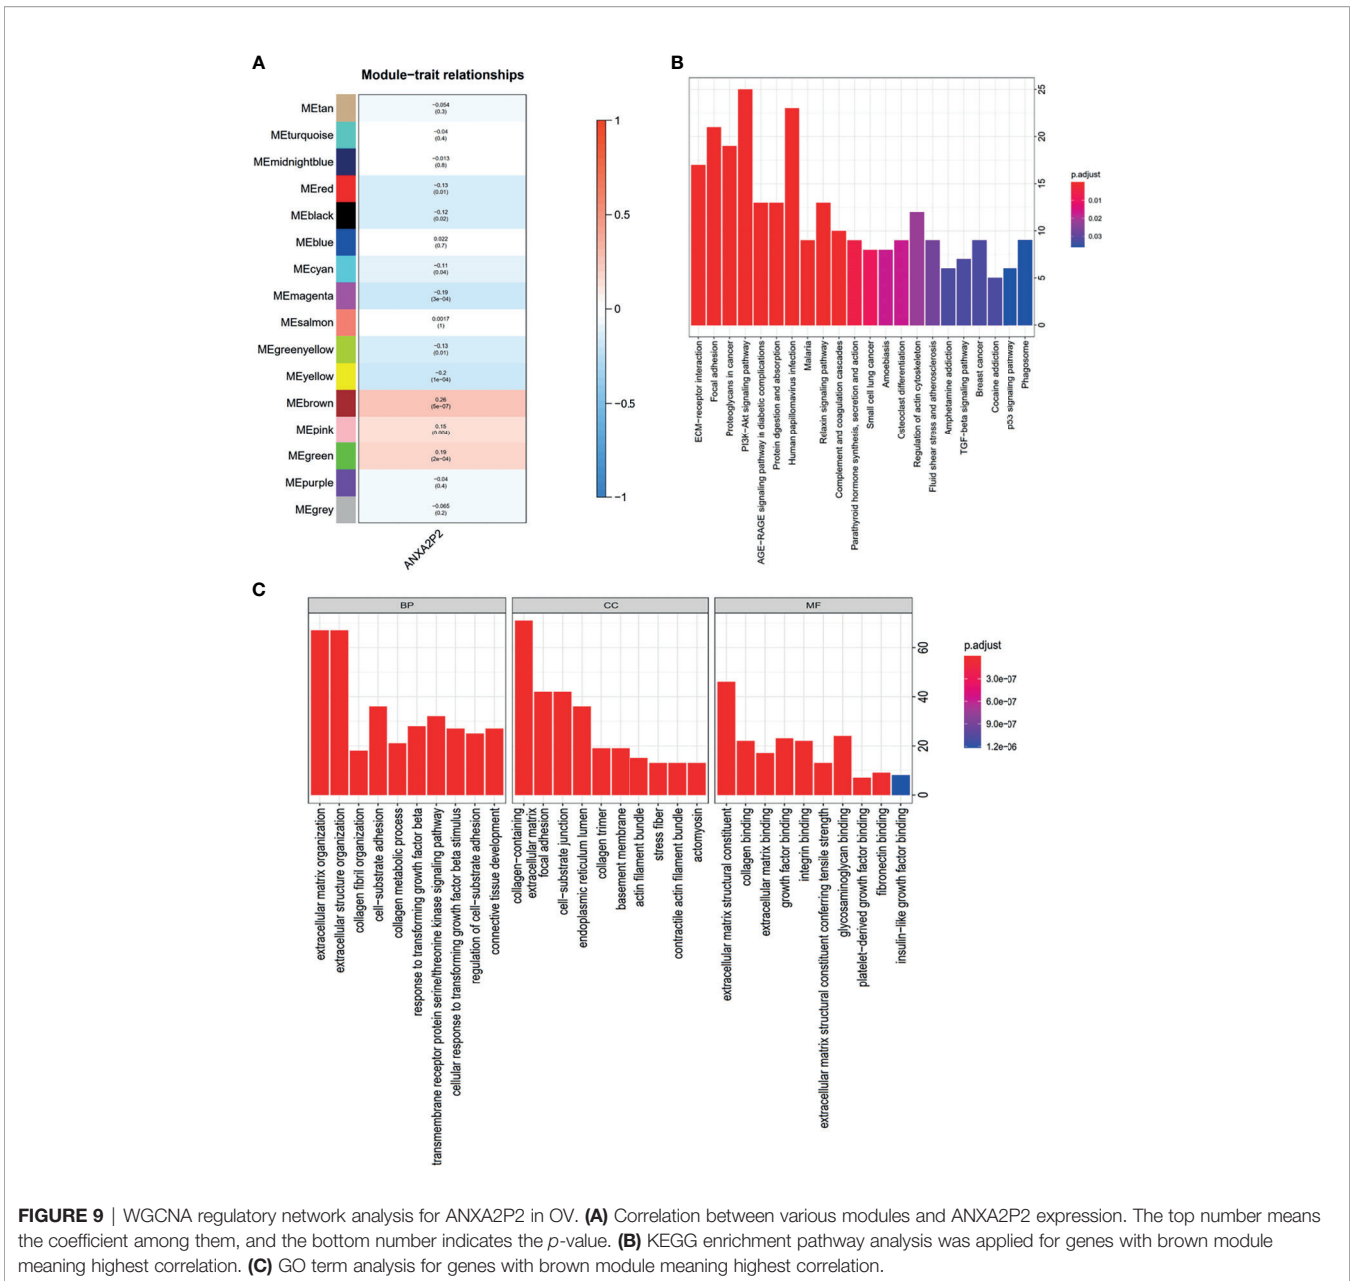 A
Module−trait relationships
MEtan
−0.054
(0.3)
MEturquoise
−0.04
(0.4)
MEmidnightblue
−0.013
(0.8)
MEred
−0.13
(0.01)
MEblack
−0.12
(0.02)
MEblue
0.022
(0.7)
MEcyan
−0.11
(0.04)
MEmagenta
−0.19
(3e−04)
MEsalmon
0.0017
(1)
MEgreenyellow
−0.13
(0.01)
MEyellow
−0.2
(1e−04)
MEbrown
0.26
(5e−07)
MEpink
0.15
(0.004)
MEgreen
0.19
(2e−04)
MEpurple
−0.04
(0.4)
MEgrey
−0.065
(0.2)
ANXA2P2
1
0.5
0
−0.5
−1
B
25
20
15
10
5
0
ECM−receptor interaction
Focal adhesion
Proteoglycans in cancer
PI3K−Akt signaling pathway
AGE−RAGE signaling pathway in diabetic complications
Protein digestion and absorption
Human papillomavirus infection
Malaria
Relaxin signaling pathway
Complement and coagulation cascades
Parathyroid hormone synthesis, secretion and action
Small cell lung cancer
Amoebiasis
Osteoclast differentiation
Regulation of actin cytoskeleton
Fluid shear stress and atherosclerosis
Amphetamine addiction
TGF−beta signaling pathway
Breast cancer
Cocaine addiction
p53 signaling pathway
Phagosome
p.adjust
0.01
0.02
0.03
C
BP
CC
MF
60
40
20
0
extracellular matrix organization
extracellular structure organization
collagen fibril organization
cell−substrate adhesion
collagen metabolic process
response to transforming growth factor beta
transmembrane receptor protein serine/threonine kinase signaling pathway
cellular response to transforming growth factor beta stimulus
regulation of cell−substrate adhesion
connective tissue development
collagen−containing
extracellular matrix
focal adhesion
cell−substrate junction
endoplasmic reticulum lumen
collagen trimer
basement membrane
actin filament bundle
stress fiber
contractile actin filament bundle
actomyosin
extracellular matrix structural constituent
collagen binding
extracellular matrix binding
growth factor binding
integrin binding
extracellular matrix structural constituent conferring tensile strength
glycosaminoglycan binding
platelet−derived growth factor binding
fibronectin binding
insulin−like growth factor binding
p.adjust
3.0e−07
6.0e−07
9.0e−07
1.2e−06
FIGURE 9 | WGCNA regulatory network analysis for ANXA2P2 in OV. (A) Correlation between various modules and ANXA2P2 expression. The top number means
the coefficient among them, and the bottom number indicates the p-value. (B) KEGG enrichment pathway analysis was applied for genes with brown module
meaning highest correlation. (C) GO term analysis for genes with brown module meaning highest correlation.